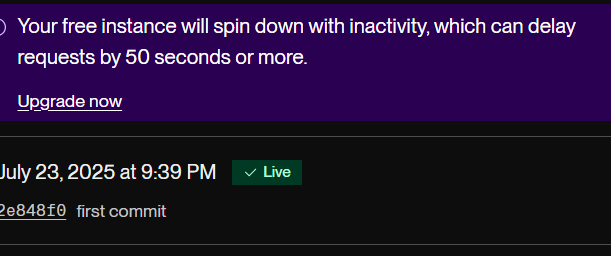 Your free instance will spin down with inactivity, which can delay
requests by 50 seconds or more.
Upgrade now
July 23, 2025 at 9:39 PM Live
2e848f0 first commit